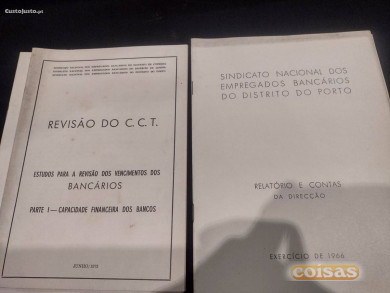 CustoJusto.pt
REVISÃO DO C.C.T.
ESTUDOS PARA A REVISÃO DOS VENCIMENTOS DOS
BANCÁRIOS
PARTE I — CAPACIDADE FINANCEIRA DOS BANCOS
SINDICATO NACIONAL DOS
EMPREGADOS BANCÁRIOS
DO DISTRITO DO PORTO
RELATÓRIO E CONTAS
DA DIRECÇÃO
EXERCÍCIO DE 1966
coisas